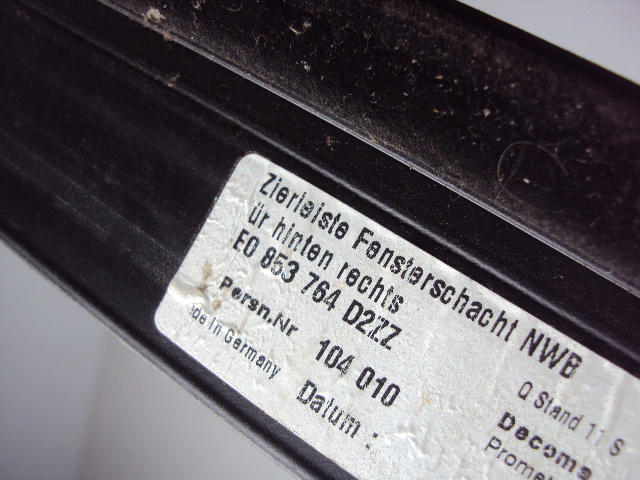 Zierleiste Fensterschacht NWB
ür hinten rechts
E0 853 764 D2ZZ
Persn.Nr 104 010
de in Germany
Datum :
Q Stand 11 S
Decoma
Promet